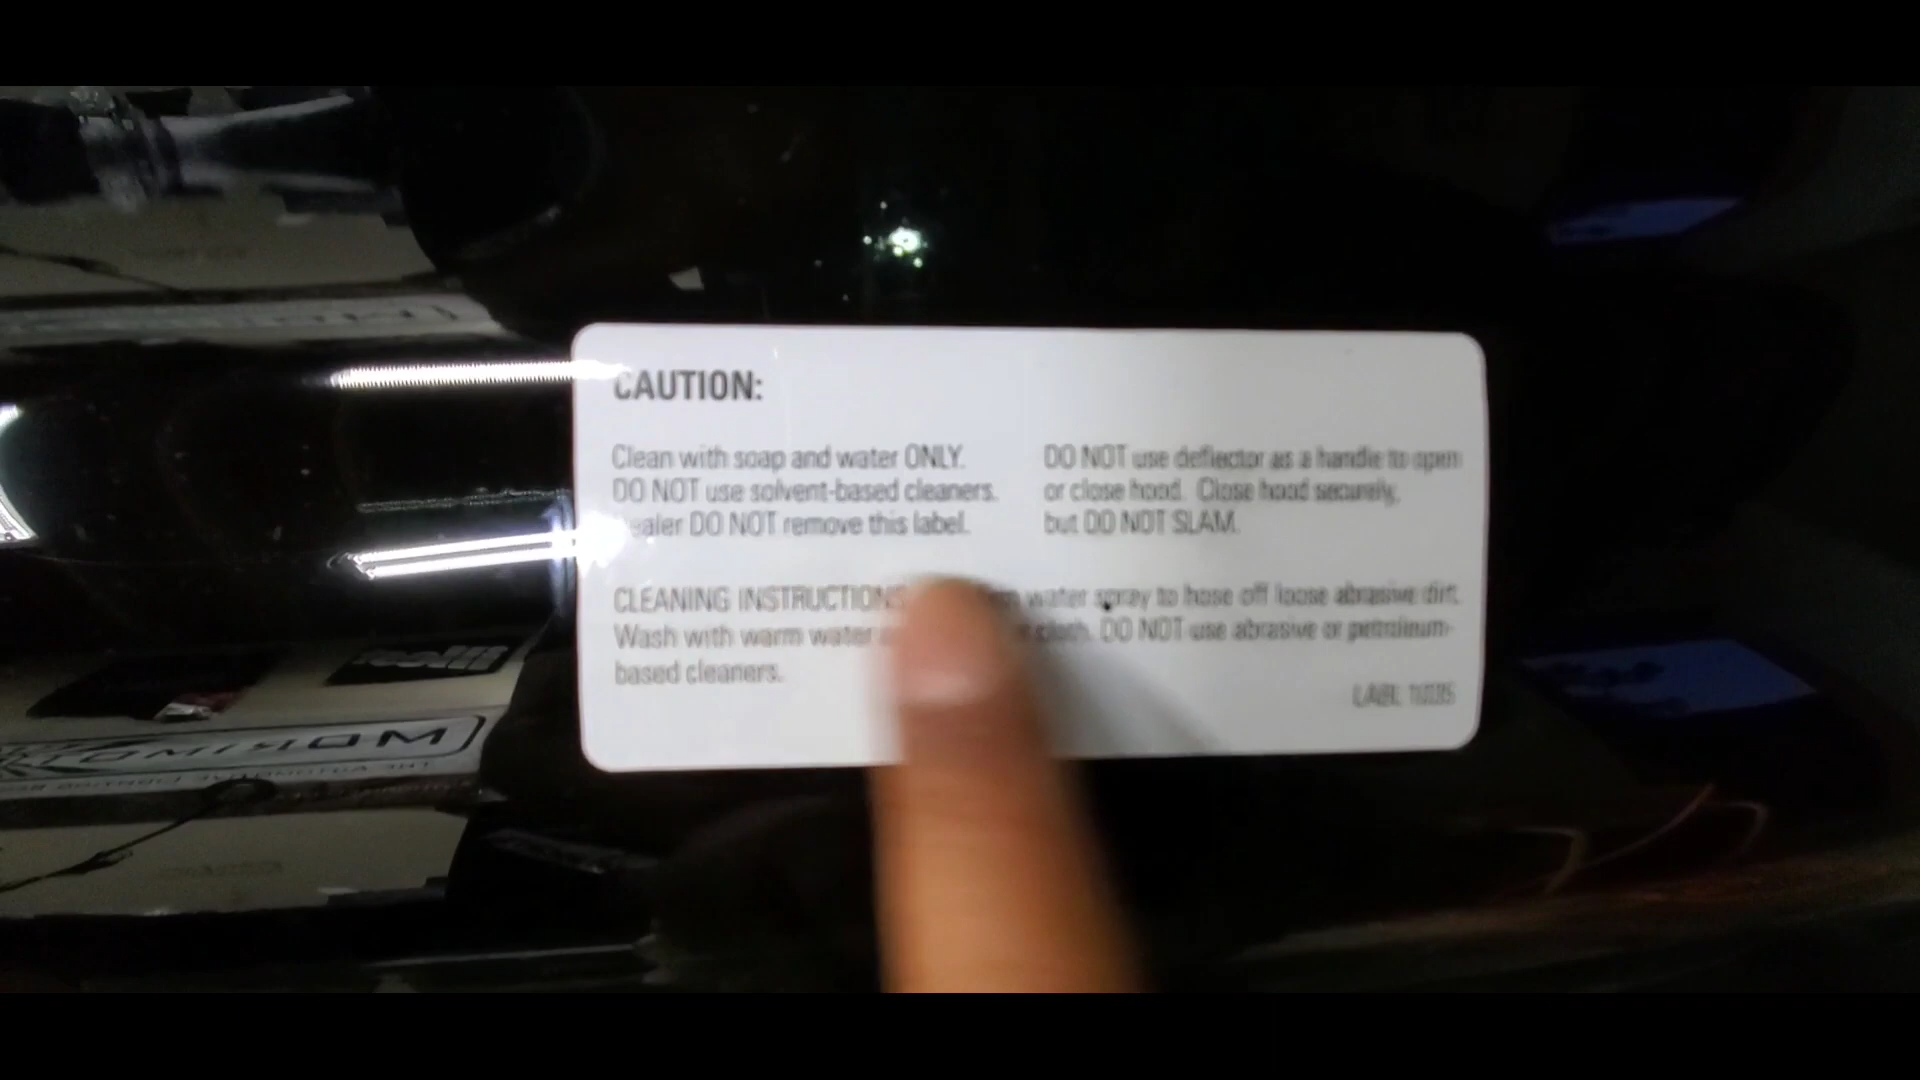 CAUTION:
Clean with soap and water ONLY.
DO NOT use solvent-based cleaners.
ealer DO NOT remove this label.
DO NOT use deflector as a handle to open
or close hood. Close hood securely,
but DO NOT SLAM.
CLEANING INSTRUCTIONS water spray to hose off loose abrasive dirt.
Wash with warm water cloth. DO NOT use abrasive or petroleum-
based cleaners.
LABL